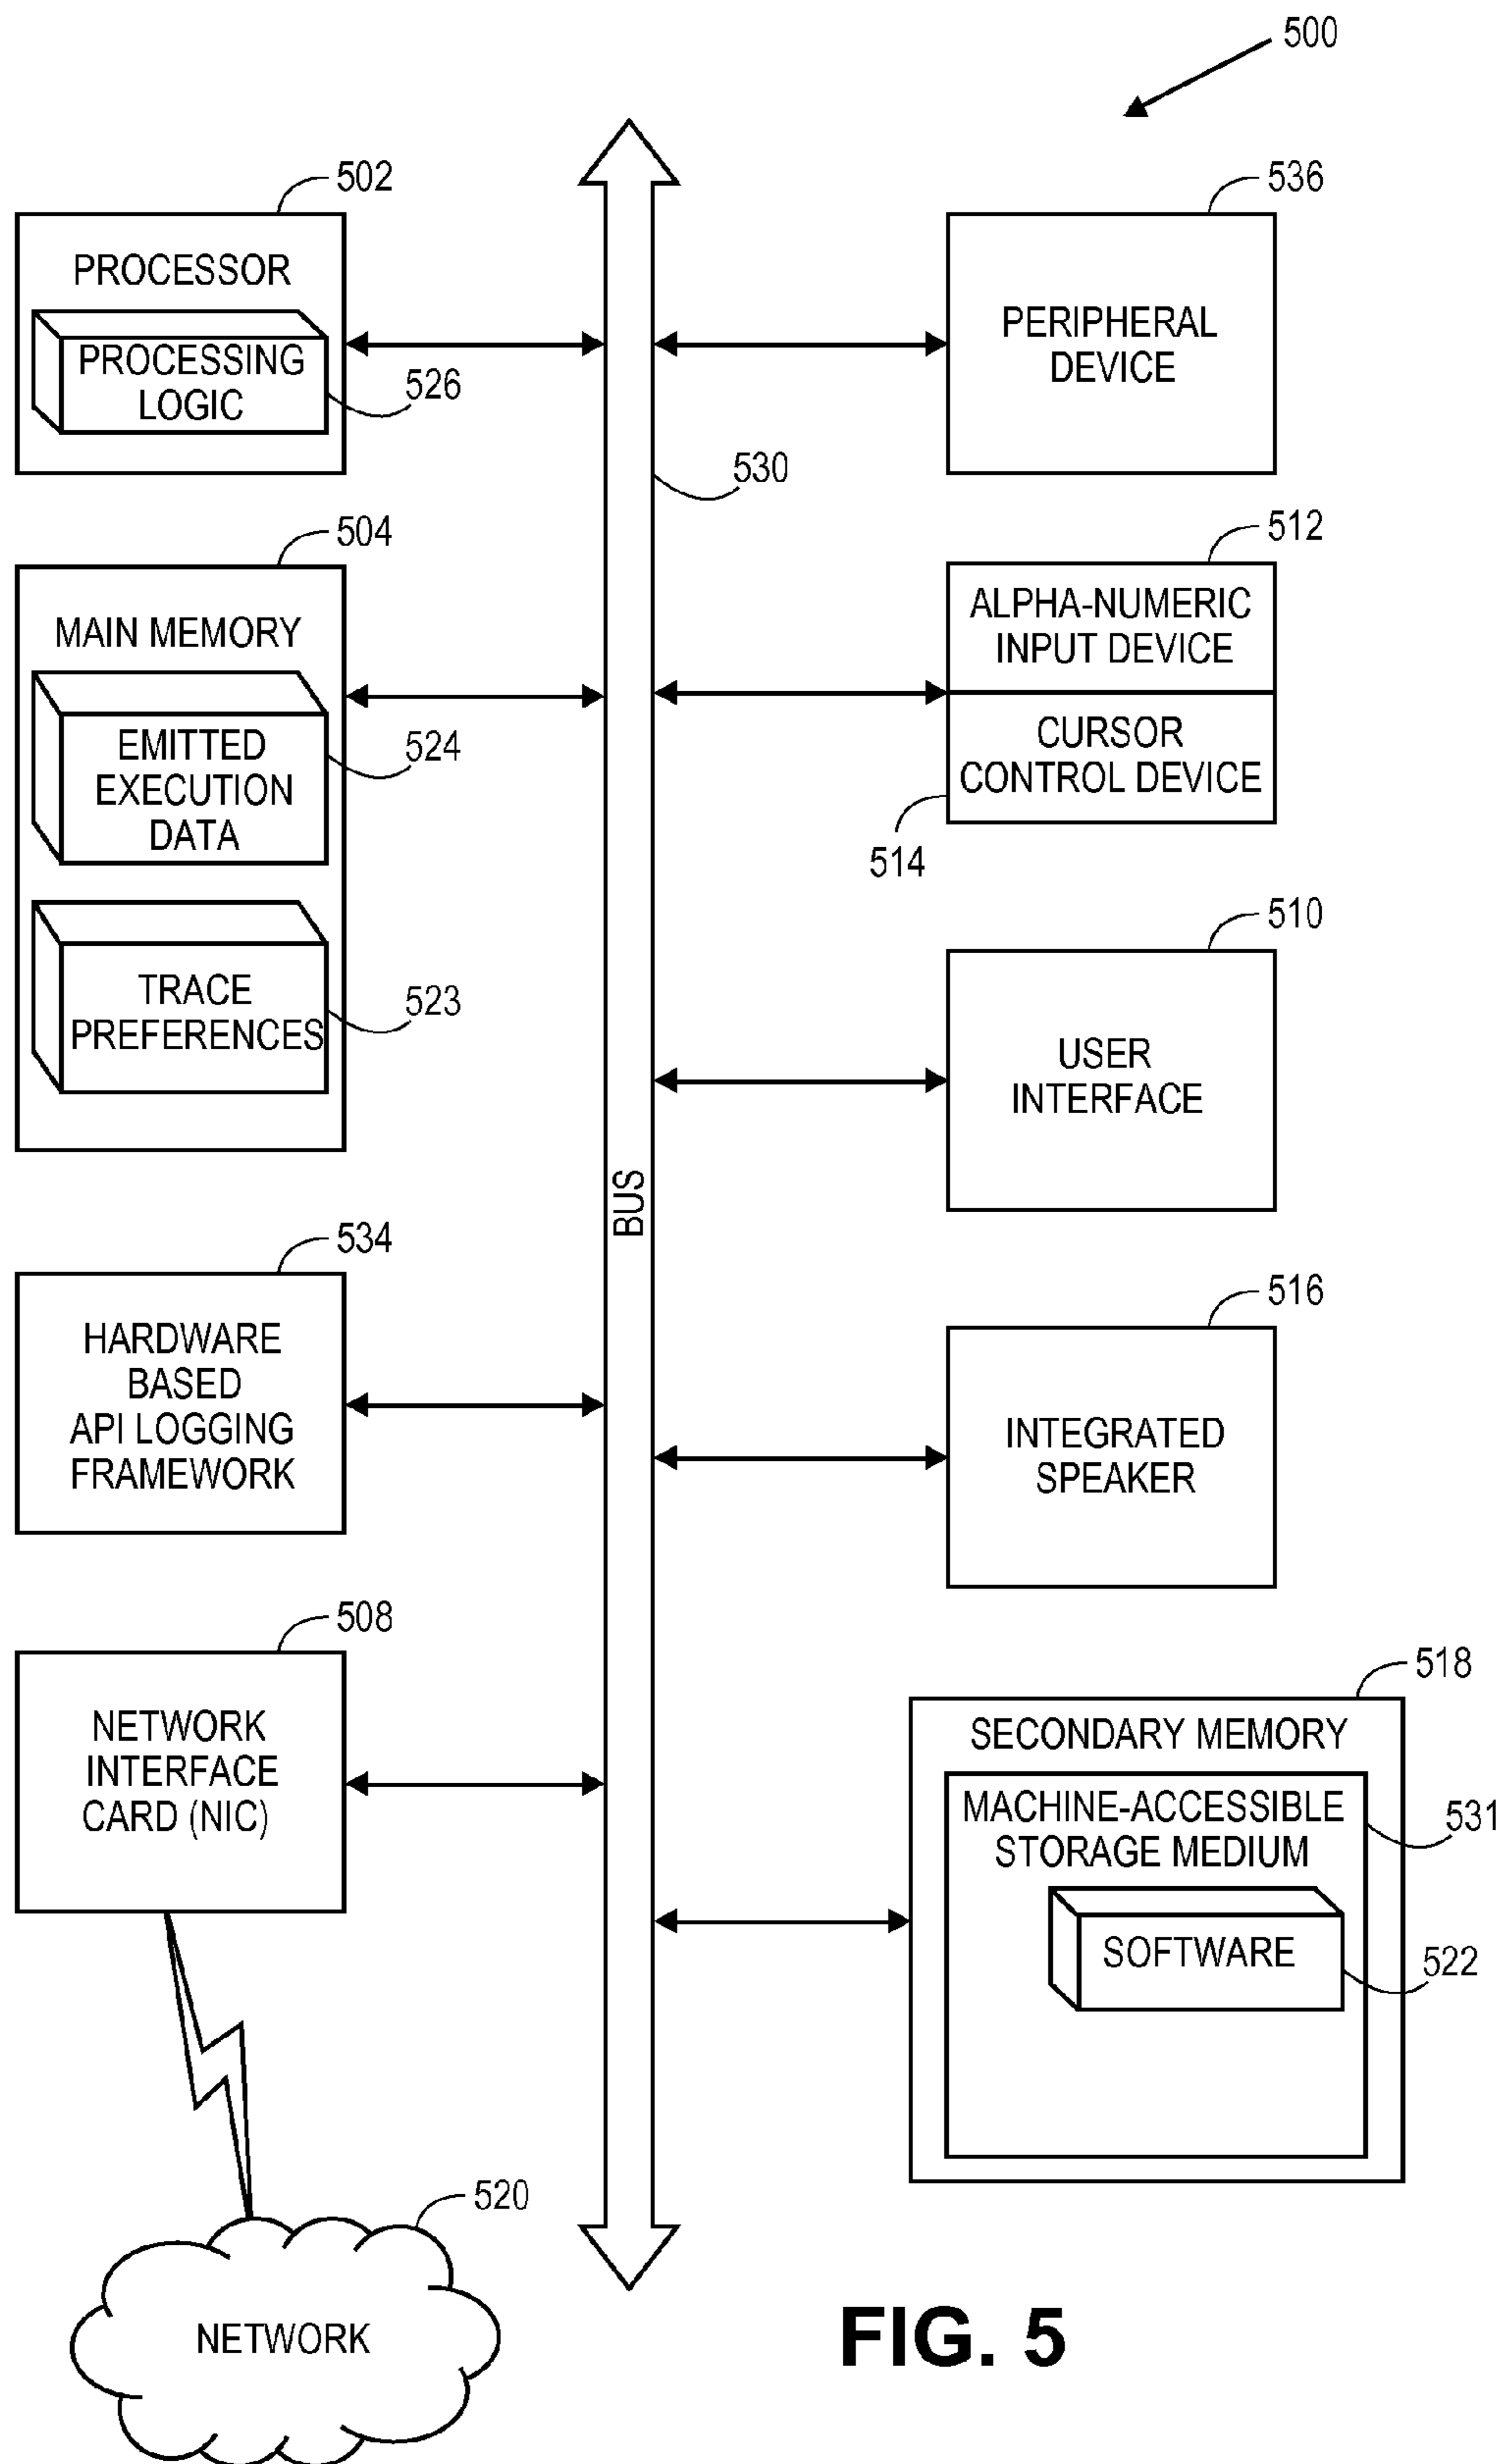 500
502
PROCESSOR
PROCESSING
LOGIC
526
504
MAIN MEMORY
EMITTED
EXECUTION
DATA
524
TRACE
PREFERENCES
523
534
HARDWARE
BASED
API LOGGING
FRAMEWORK
508
NETWORK
INTERFACE
CARD (NIC)
520
NETWORK
530
BUS
536
PERIPHERAL
DEVICE
512
ALPHA-NUMERIC
INPUT DEVICE
CURSOR
CONTROL DEVICE
514
510
USER
INTERFACE
516
INTEGRATED
SPEAKER
518
SECONDARY MEMORY
MACHINE-ACCESSIBLE
STORAGE MEDIUM
531
SOFTWARE
522
FIG. 5